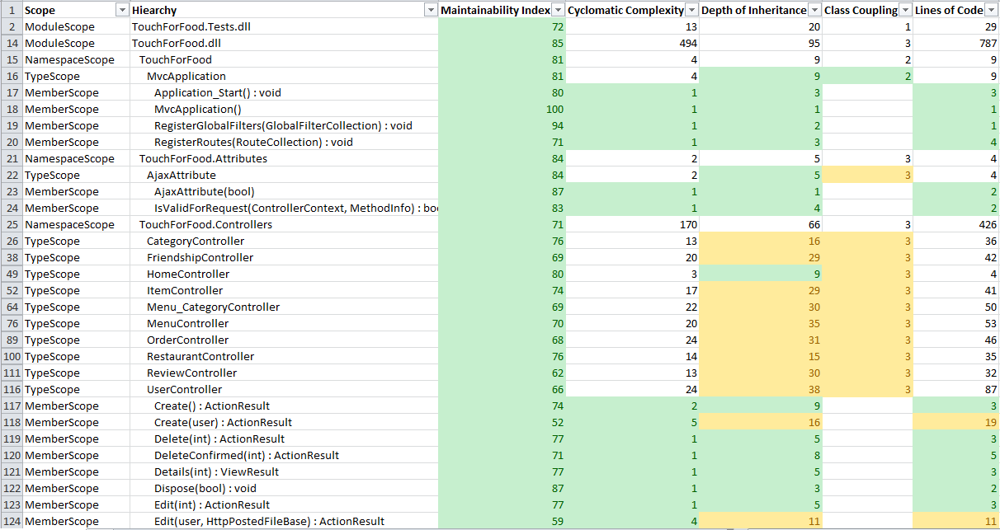 1 Scope Hiearchy Maintainability Index Cyclomatic Complexity Depth of Inheritance Class Coupling Lines of Code
2 ModuleScope TouchForFood.Tests.dll 72 13 20 1 29
14 ModuleScope TouchForFood.dll 85 494 95 3 787
15 NamespaceScope TouchForFood 81 4 9 2 9
16 TypeScope MvcApplication 81 4 9 2 9
17 MemberScope Application_Start() : void 80 1 3 3
18 MemberScope MvcApplication() 100 1 1 1
19 MemberScope RegisterGlobalFilters(GlobalFilterCollection) : void 94 1 2 1
20 MemberScope RegisterRoutes(RouteCollection) : void 71 1 3 4
21 NamespaceScope TouchForFood.Attributes 84 2 5 3 4
22 TypeScope AjaxAttribute 84 2 5 3 4
23 MemberScope AjaxAttribute(bool) 87 1 1 2
24 MemberScope IsValidForRequest(ControllerContext, MethodInfo) : boo 83 1 4 2
25 NamespaceScope TouchForFood.Controllers 71 170 66 3 426
26 TypeScope CategoryController 76 13 16 3 36
38 TypeScope FriendshipController 69 20 29 3 42
49 TypeScope HomeController 80 3 9 3 4
52 TypeScope ItemController 74 17 29 3 41
64 TypeScope Menu_CategoryController 69 22 30 3 50
76 TypeScope MenuController 70 20 35 3 53
89 TypeScope OrderController 68 24 31 3 46
100 TypeScope RestaurantController 76 14 15 3 35
111 TypeScope ReviewController 62 13 30 3 32
116 TypeScope UserController 66 24 38 3 87
117 MemberScope Create() : ActionResult 74 2 9 3
118 MemberScope Create(user) : ActionResult 52 5 16 19
119 MemberScope Delete(int) : ActionResult 77 1 5 3
120 MemberScope DeleteConfirmed(int) : ActionResult 71 1 8 5
121 MemberScope Details(int) : ViewResult 77 1 5 3
122 MemberScope Dispose(bool) : void 87 1 3 2
123 MemberScope Edit(int) : ActionResult 77 1 5 3
124 MemberScope Edit(user, HttpPostedFileBase) : ActionResult 59 4 11 11